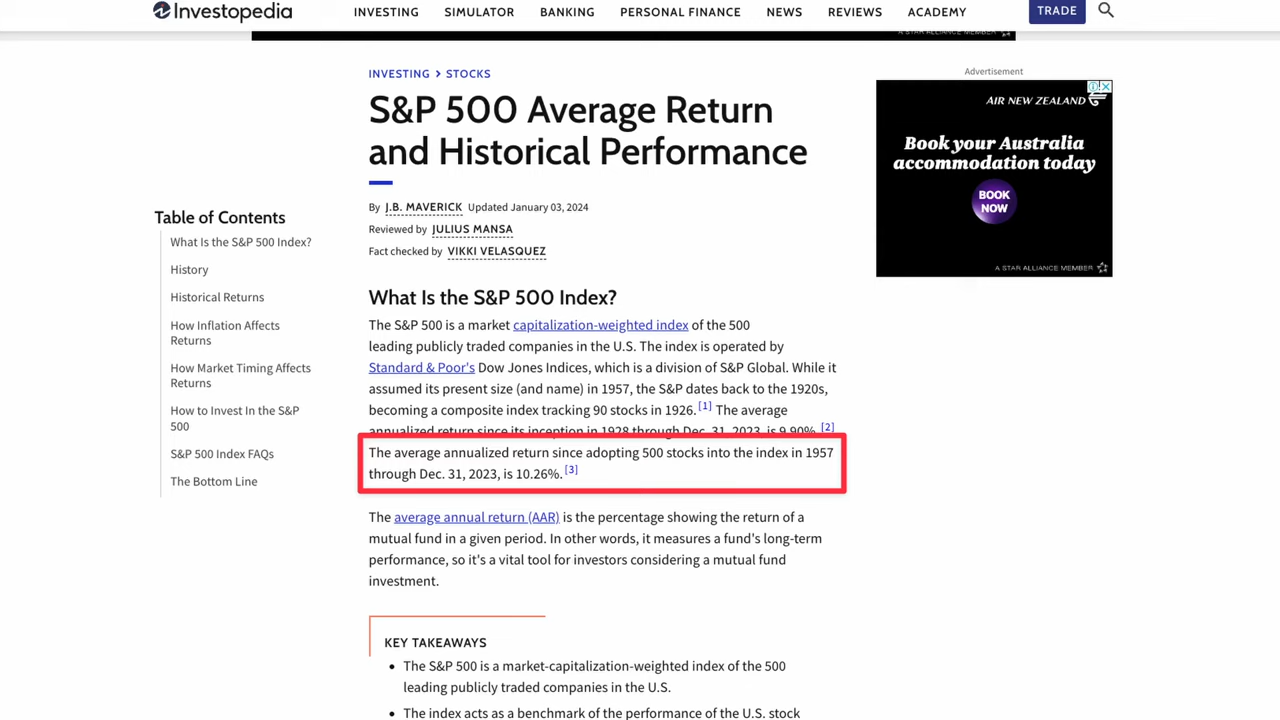 Investopedia
INVESTING SIMULATOR BANKING PERSONAL FINANCE NEWS REVIEWS ACADEMY
TRADE
A STAR ALLIANCE MEMBER
INVESTING > STOCKS
Advertisement
S&P 500 Average Return
and Historical Performance
AIR NEW ZEALAND
Book your Australia
accommodation today
BOOK
NOW
A STAR ALLIANCE MEMBER
By J.B. MAVERICK Updated January 03, 2024
Reviewed by JULIUS MANSA
Fact checked by VIKKI VELASQUEZ
Table of Contents
What Is the S&P 500 Index?
History
Historical Returns
How Inflation Affects
Returns
How Market Timing Affects
Returns
How to Invest In the S&P
500
S&P 500 Index FAQs
The Bottom Line
What Is the S&P 500 Index?
The S&P 500 is a market capitalization-weighted index of the 500
leading publicly traded companies in the U.S. The index is operated by
Standard & Poor's Dow Jones Indices, which is a division of S&P Global. While it
assumed its present size (and name) in 1957, the S&P dates back to the 1920s,
becoming a composite index tracking 90 stocks in 1926. [1] The average
annualized return since its inception in 1928 through Dec. 31, 2023, is 9.90%. [2]
The average annualized return since adopting 500 stocks into the index in 1957
through Dec. 31, 2023, is 10.26%. [3]
The average annual return (AAR) is the percentage showing the return of a
mutual fund in a given period. In other words, it measures a fund's long-term
performance, so it's a vital tool for investors considering a mutual fund
investment.
KEY TAKEAWAYS
• The S&P 500 is a market-capitalization-weighted index of the 500
leading publicly traded companies in the U.S.
• The index acts as a benchmark of the performance of the U.S. stock